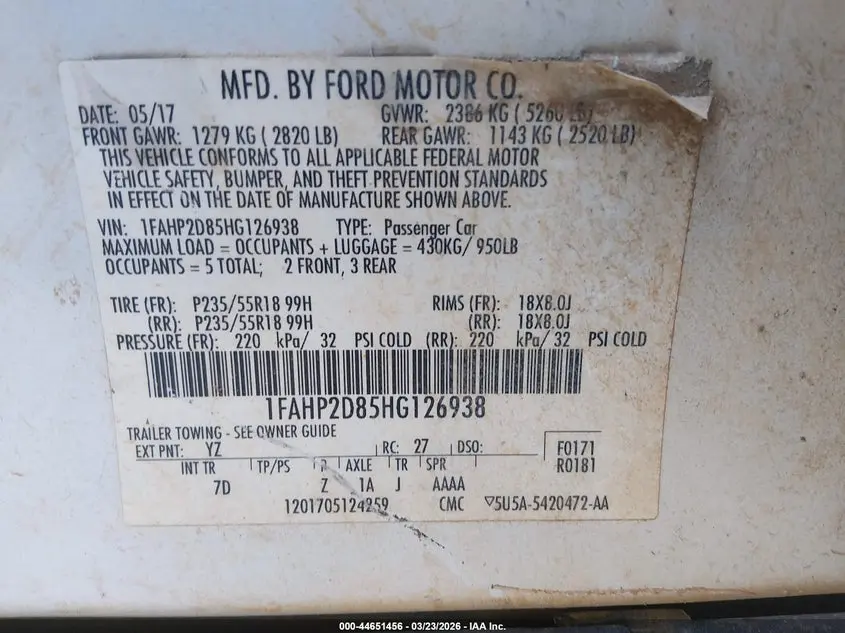 MFD. BY FORD MOTOR CO.
DATE: 05/17 GVWR: 2386 KG ( 5260 LB)
FRONT GAWR: 1279 KG ( 2820 LB) REAR GAWR: 1143 KG ( 2520 LB)
THIS VEHICLE CONFORMS TO ALL APPLICABLE FEDERAL MOTOR
VEHICLE SAFETY, BUMPER, AND THEFT PREVENTION STANDARDS
IN EFFECT ON THE DATE OF MANUFACTURE SHOWN ABOVE.
VIN: 1FAHP2D85HG126938 TYPE: Passenger Car
MAXIMUM LOAD = OCCUPANTS + LUGGAGE = 430KG/ 950LB
OCCUPANTS = 5 TOTAL; 2 FRONT, 3 REAR
TIRE (FR): P235/55R18 99H RIMS (FR): 18X8.0J
(RR): P235/55R18 99H (RR): 18X8.0J
PRESSURE (FR): 220 kPa/ 32 PSI COLD (RR): 220 kPa/ 32 PSI COLD
1FAHP2D85HG126938
TRAILER TOWING - SEE OWNER GUIDE
EXT PNT: YZ RC: 27 DSO: F0171
INT TR TP/PS R AXLE TR SPR R0181
7D Z 1A J AAAA
1201705124259 CMC ▽5U5A-5420472-AA
000-44651456 - 03/23/2026 - IAA Inc.